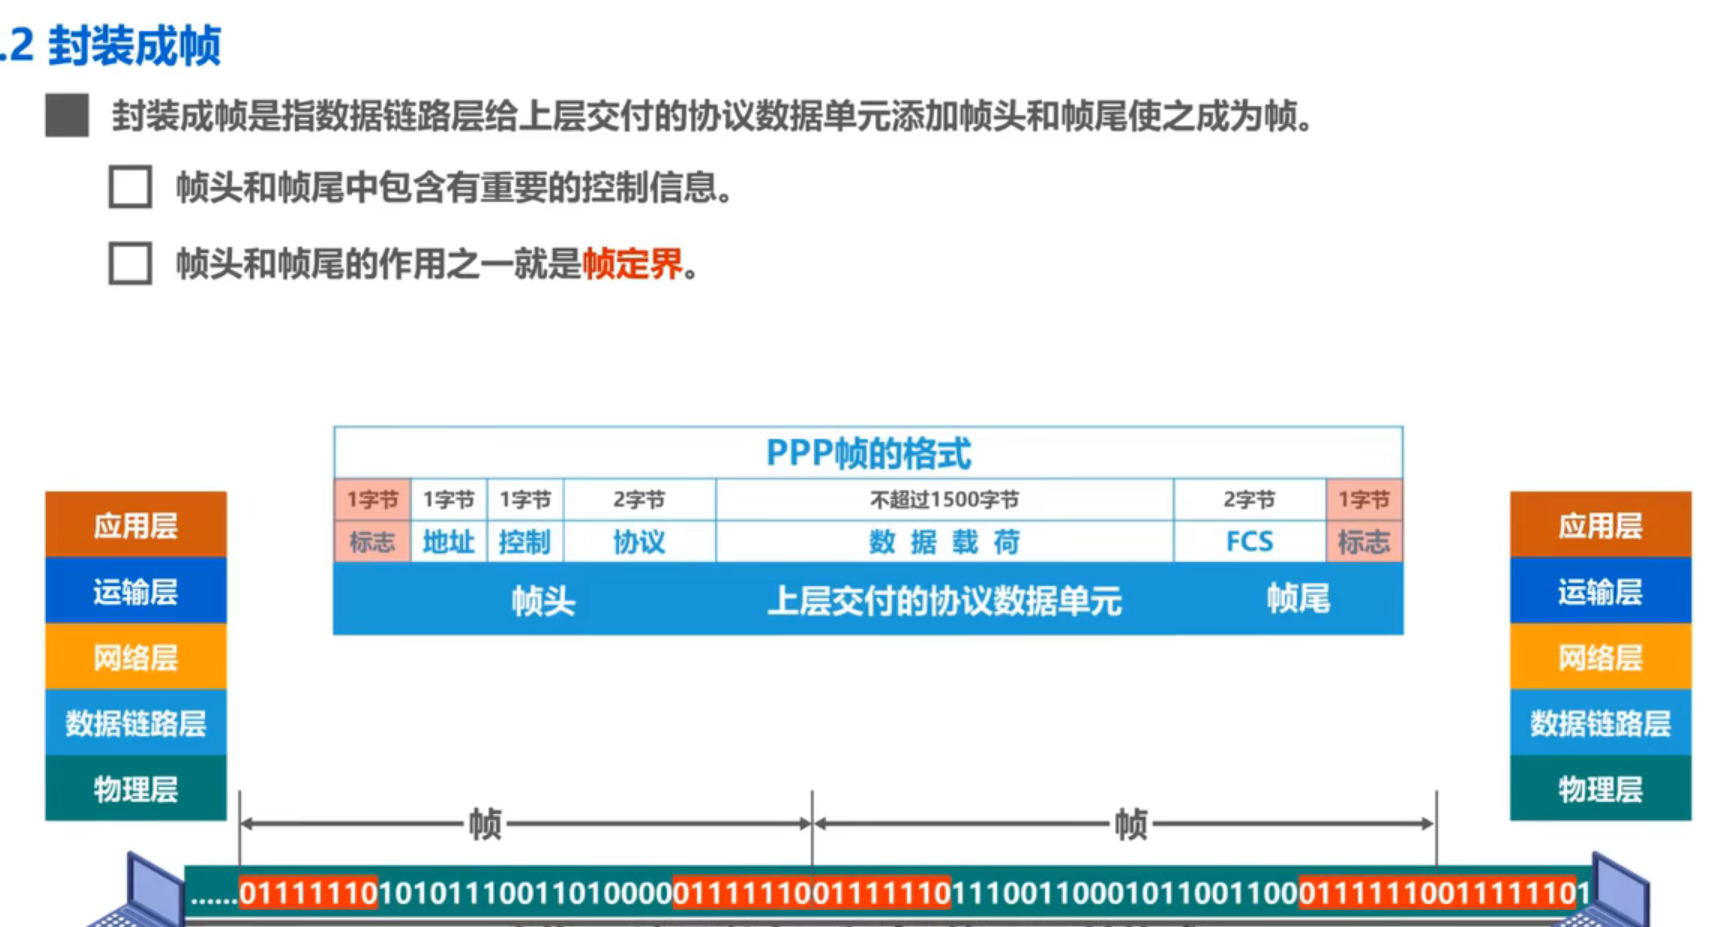 .2 封装成帧
封装成帧是指数据链路层给上层交付的协议数据单元添加帧头和帧尾使之成为帧。
帧头和帧尾中包含有重要的控制信息。
帧头和帧尾的作用之一就是帧定界。
PPP帧的格式
1字节 1字节 1字节 2字节 不超过1500字节 2字节 1字节
标志 地址 控制 协议 数据载荷 FCS 标志
帧头 上层交付的协议数据单元 帧尾
应用层
运输层
网络层
数据链路层
物理层
应用层
运输层
网络层
数据链路层
物理层
帧 帧
......011111101010111001101000001111110011111101110011000101100110001111110011111101